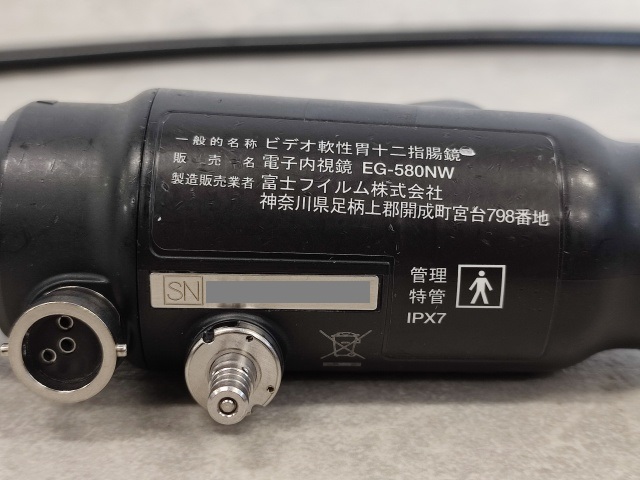 一般的名称 ビデオ軟性胃十二指腸鏡
販売名 電子内視鏡 EG-580NW
製造販売業者 富士フイルム株式会社
神奈川県足柄上郡開成町宮台798番地
SN
管理
特管
IPX7